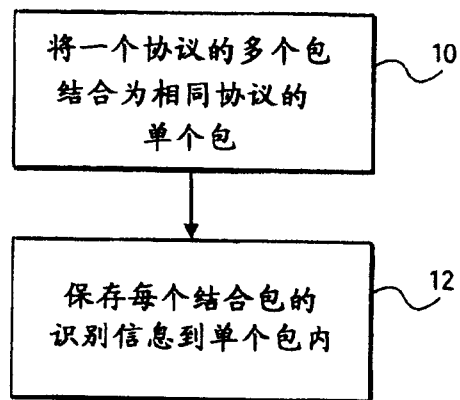 将一个协议的多个包
结合为相同协议的
单个包
10
保存每个结合包的
识别信息到单个包内
12